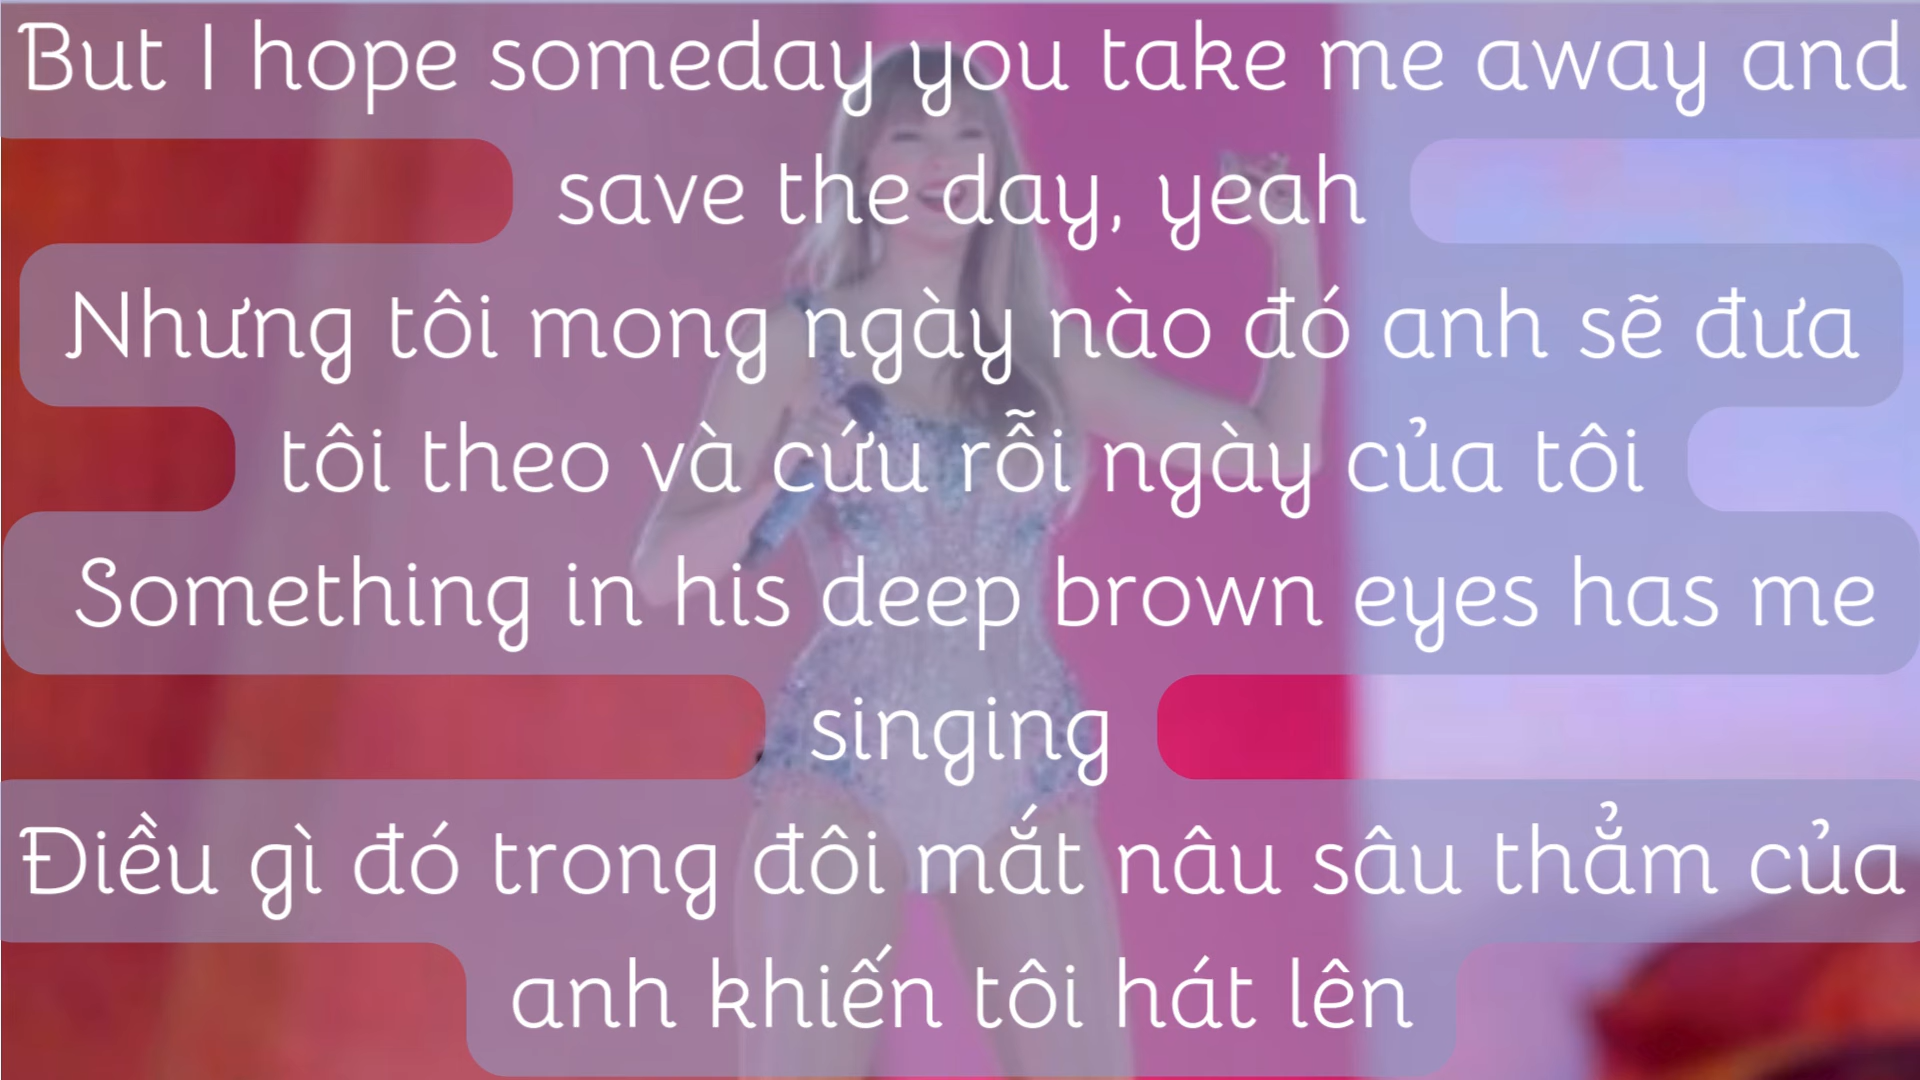 But I hope someday you take me away and
save the day, yeah
Nhưng tôi mong ngày nào đó anh sẽ đưa
tôi theo và cứu rỗi ngày của tôi
Something in his deep brown eyes has me
singing
Điều gì đó trong đôi mắt nâu sâu thẳm của
anh khiến tôi hát lên